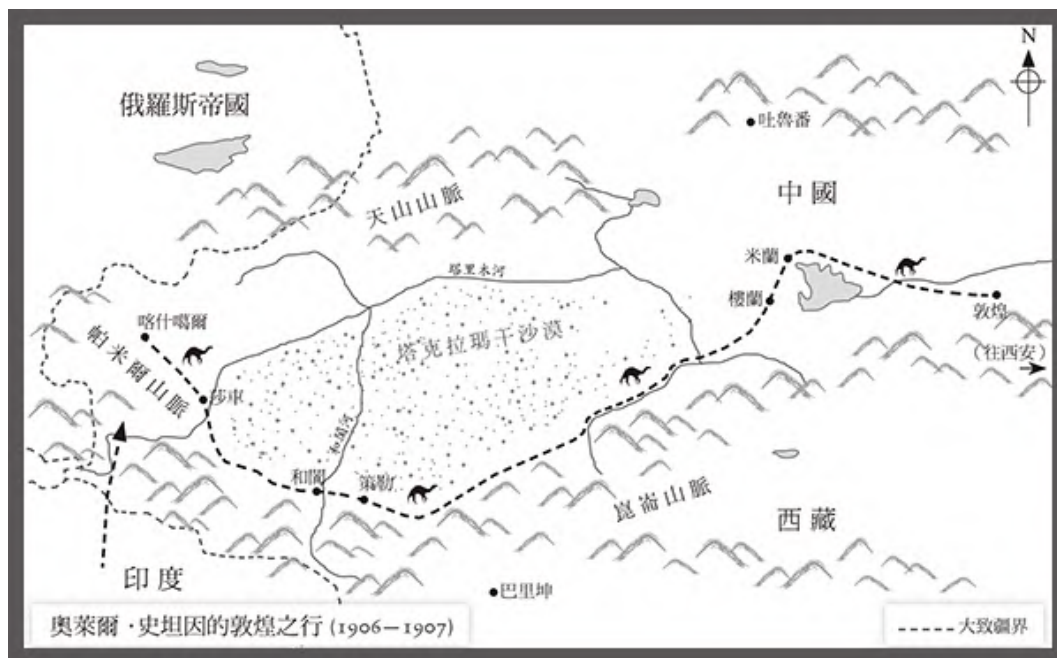 N
俄羅斯帝國
吐魯番
中國
天山山脈
米蘭
塔里木河
樓蘭
敦煌
喀什噶爾
塔克拉瑪干沙漠
(往西安)
帕米爾山脈
莎車
和闐河
和闐
策勒
崑崙山脈
西藏
印度
巴里坤
奧萊爾·史坦因的敦煌之行 (1906–1907)
大致疆界